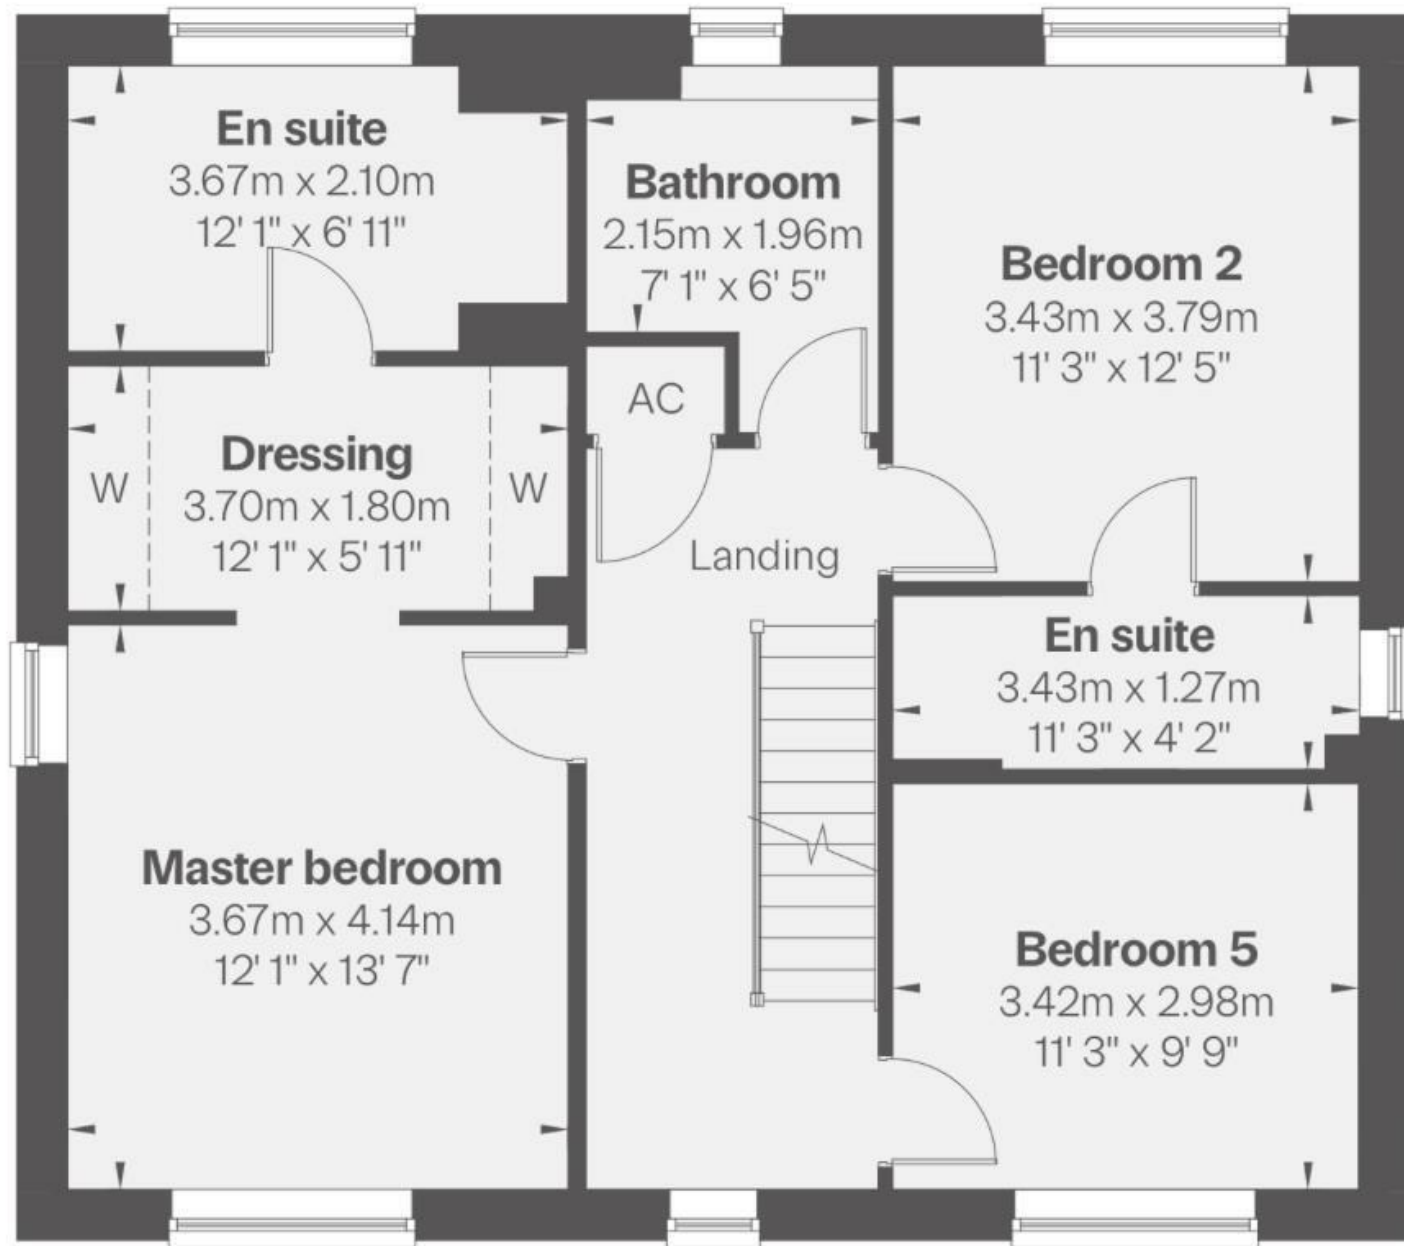 En suite
3.67m x 2.10m
12' 1" x 6' 11"
Bathroom
2.15m x 1.96m
7' 1" x 6' 5"
Bedroom 2
3.43m x 3.79m
11' 3" x 12' 5"
AC
W
Dressing
3.70m x 1.80m
12' 1" x 5' 11"
W
Landing
En suite
3.43m x 1.27m
11' 3" x 4' 2"
Master bedroom
3.67m x 4.14m
12' 1" x 13' 7"
Bedroom 5
3.42m x 2.98m
11' 3" x 9' 9"